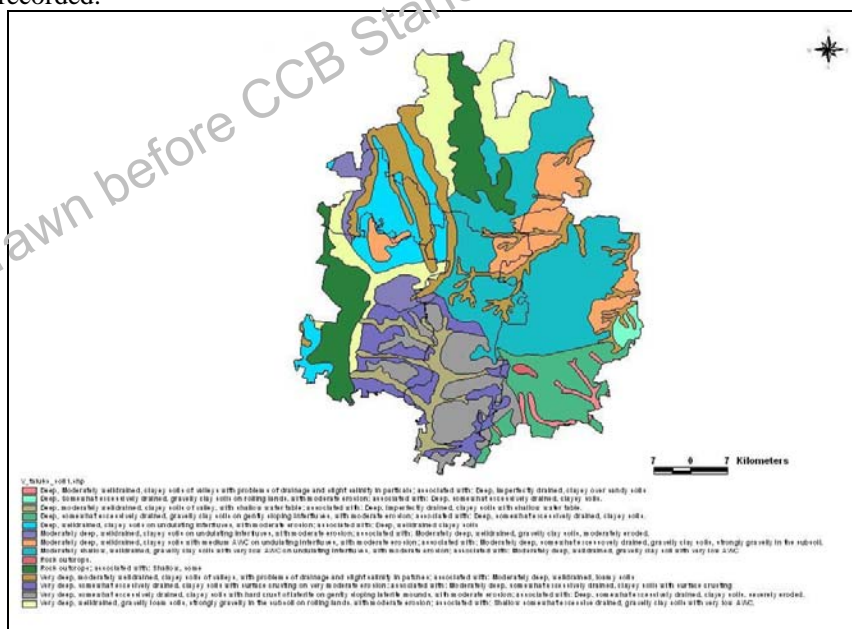 recorded.
awn before CCB Stan
7 0 7 Kilometers
Deep, Moderately welldrained, clayey soils of valleys with problems of drainage and slight salinity in partials; associated with: Deep, imperfectly drained, clayey over sandy soils
Deep, Somewhat excessively drained, gravelly clay soils on rolling lands, with moderate erosion; associated with: Deep, somewhat excessively drained, clayey soils.
Deep, moderately welldrained, clayey soils of valley, with shallow water table; associated with: Deep, imperfectly drained, clayey soils with shallow water table.
Deep, somewhat excessively drained, gravelly clay soils on gently sloping interfluves, with moderate erosion; associated with: Deep, somewhat excessively drained, clayey soils.
Deep, welldrained, clayey soils on undulating interfluves, with moderate erosion; associated with: Deep, welldrained clayey soils
Moderately deep, welldrained, clayey soils on undulating interfluves, with moderate erosion; associated with: Moderately deep, welldrained, gravelly clay soils, moderately eroded.
Moderately deep, welldrained, clayey soils with medium AWC on undulating interfluves, with moderate erosion; associated with: Moderately deep, somewhat excessively drained, gravelly clay soils, strongly gravelly in the subsoil.
Moderately shallow, welldrained, gravelly clay soils with very low AWC on undulating interfluves, with moderate erosion; associated with: Moderately deep, welldrained, gravelly clay soil with very low AWC
Rock outcrops.
Rock outcrops; associated with: Shallow, some
Very deep, moderately welldrained, clayey soils of valleys, with problems of drainage and slight salinity in patches; associated with: Moderately deep, welldrained, loamy soils
Very deep, somewhat excessively drained, clayey soils with surface crusting on very moderate erosion; associated with: Moderately deep, somewhat excessively drained, clayey soils with surface crusting
Very deep, somewhat excessively drained, clayey soils with hard crust of laterite on gently sloping laterite mounds, with moderate erosion; associated with: Deep, somewhat excessively drained, clayey soils, severely eroded.
Very deep, welldrained, gravelly loam soils, strongly gravelly in the subsoil on rolling lands, with moderate erosion; associated with: Shallow somewhat excessive drained, gravelly clay soils with very low AWC.